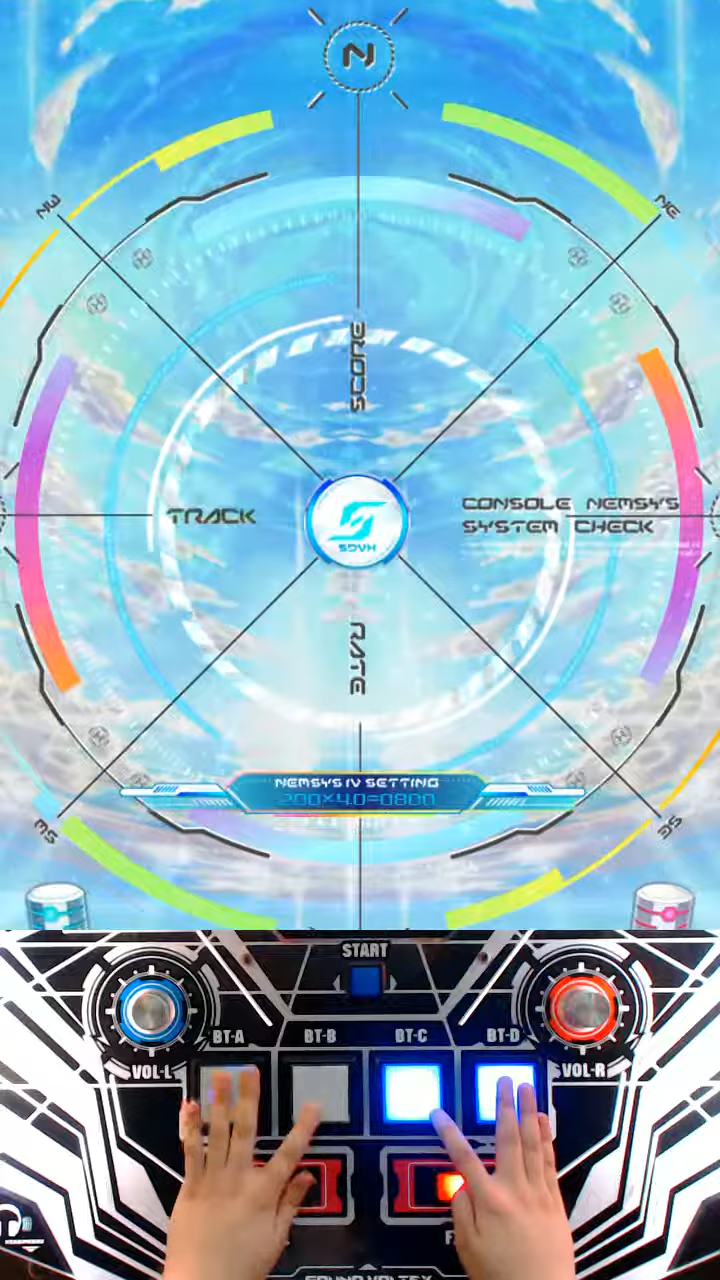 N
NW
NE
SCORE
TRACK
CONSOLE NEMSYS
SYSTEM CHECK
SDVH
RATE
NEMSYS IV SETTING
200×4.0=0800
SE
START
BT-A
BT-B
BT-C
BT-D
VOL-L
VOL-R